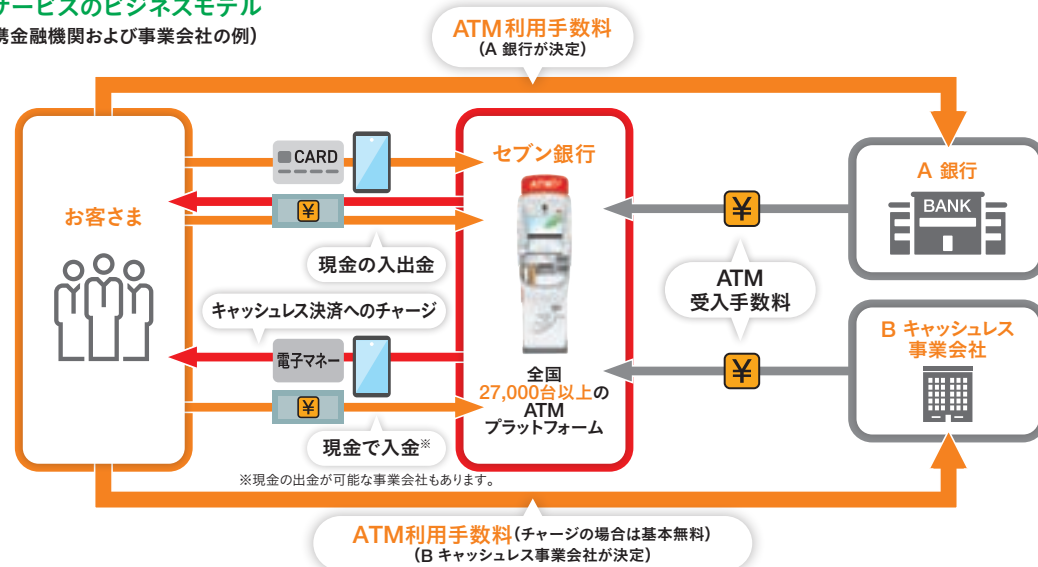 サービスのビジネスモデル
携金融機関および事業会社の例)
ATM利用手数料
(A 銀行が決定)
お客さま
CARD
¥
現金の入出金
キャッシュレス決済へのチャージ
電子マネー
¥
現金で入金※
※現金の出金が可能な事業会社もあります。
セブン銀行
ATM
全国
27,000台以上の
ATM
プラットフォーム
¥
ATM
受入手数料
¥
A 銀行
BANK
B キャッシュレス
事業会社
ATM利用手数料(チャージの場合は基本無料)
(B キャッシュレス事業会社が決定)